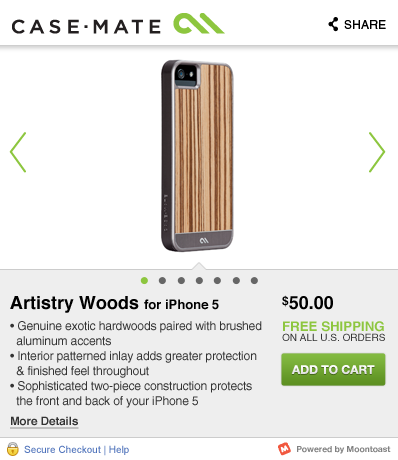 CASE-MATE
SHARE
Artistry Woods for iPhone 5
$50.00
• Genuine exotic hardwoods paired with brushed
aluminum accents
• Interior patterned inlay adds greater protection
& finished feel throughout
• Sophisticated two-piece construction protects
the front and back of your iPhone 5
FREE SHIPPING
ON ALL U.S. ORDERS
ADD TO CART
More Details
Secure Checkout | Help
Powered by Moontoast